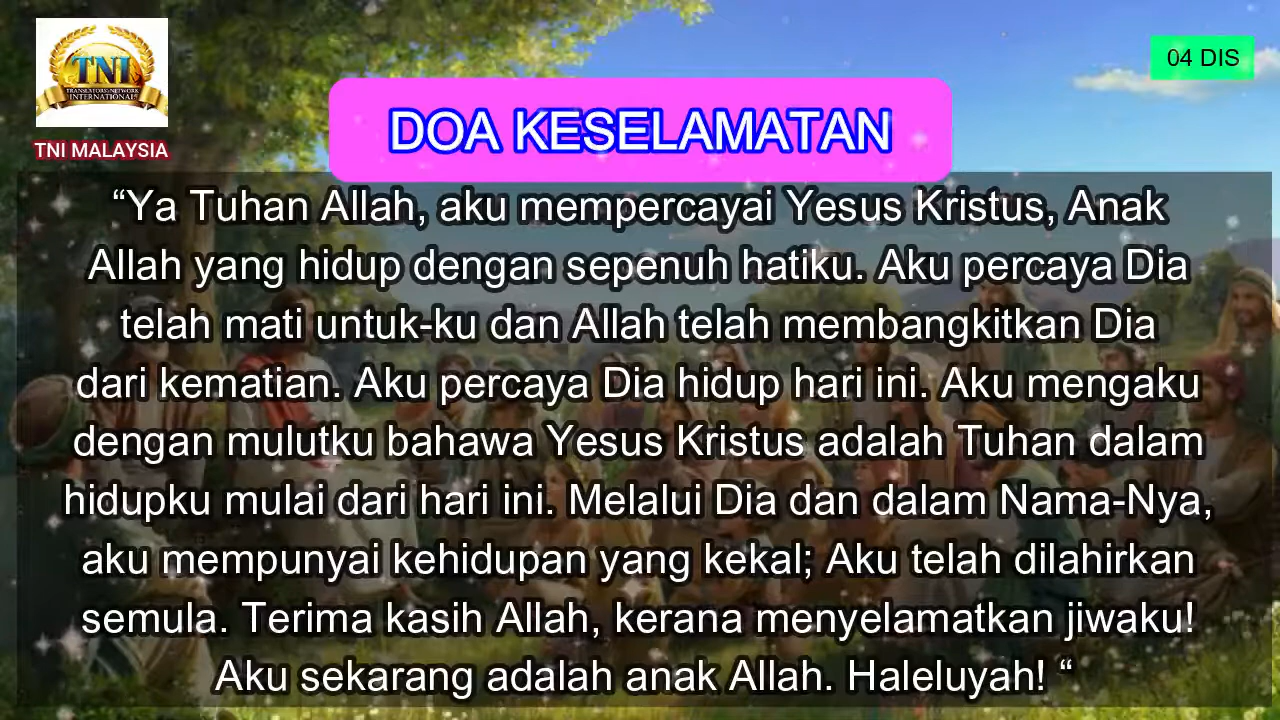 TNI
TRANSLATORS NETWORK
INTERNATIONAL
TNI MALAYSIA
04 DIS
DOA KESELAMATAN
“Ya Tuhan Allah, aku mempercayai Yesus Kristus, Anak
Allah yang hidup dengan sepenuh hatiku. Aku percaya Dia
telah mati untuk-ku dan Allah telah membangkitkan Dia
dari kematian. Aku percaya Dia hidup hari ini. Aku mengaku
dengan mulutku bahawa Yesus Kristus adalah Tuhan dalam
hidupku mulai dari hari ini. Melalui Dia dan dalam Nama-Nya,
aku mempunyai kehidupan yang kekal; Aku telah dilahirkan
semula. Terima kasih Allah, kerana menyelamatkan jiwaku!
Aku sekarang adalah anak Allah. Haleluyah! “